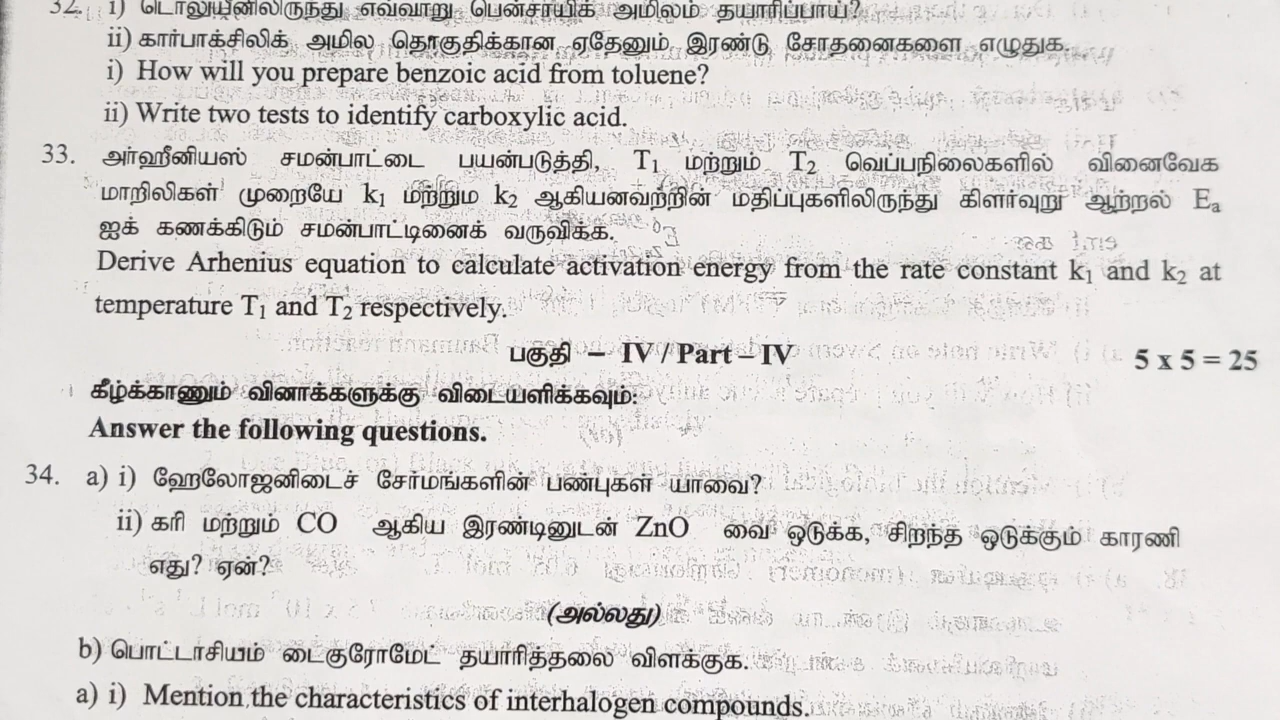 32. i) டொலுயீனிலிருந்து எவ்வாறு பென்சாயிக் அமிலம் தயாரிப்பாய்?
ii) கார்பாக்சிலிக் அமில தொகுதிக்கான ஏதேனும் இரண்டு சோதனைகளை எழுதுக.
i) How will you prepare benzoic acid from toluene?
ii) Write two tests to identify carboxylic acid.
33. அர்ஹீனியஸ் சமன்பாட்டை பயன்படுத்தி, T₁ மற்றும் T₂ வெப்பநிலைகளில் வினைவேக
மாறிலிகள் முறையே k₁ மற்றும k₂ ஆகியனவற்றின் மதிப்புகளிலிருந்து கிளர்வுறு ஆற்றல் Eₐ
ஐக் கணக்கிடும் சமன்பாட்டினைக் வருவிக்க.
Derive Arhenius equation to calculate activation energy from the rate constant k₁ and k₂ at
temperature T₁ and T₂ respectively.
பகுதி – IV / Part – IV 5 x 5 = 25
கீழ்க்காணும் வினாக்களுக்கு விடையளிக்கவும்:
Answer the following questions.
34. a) i) ஹேலோஜனிடைச் சேர்மங்களின் பண்புகள் யாவை?
ii) கரி மற்றும் CO ஆகிய இரண்டினுடன் ZnO வை ஒடுக்க, சிறந்த ஒடுக்கும் காரணி
எது? ஏன்?
(அல்லது)
b) பொட்டாசியம் டைகுரோமேட் தயாரித்தலை விளக்குக.
a) i) Mention the characteristics of interhalogen compounds.